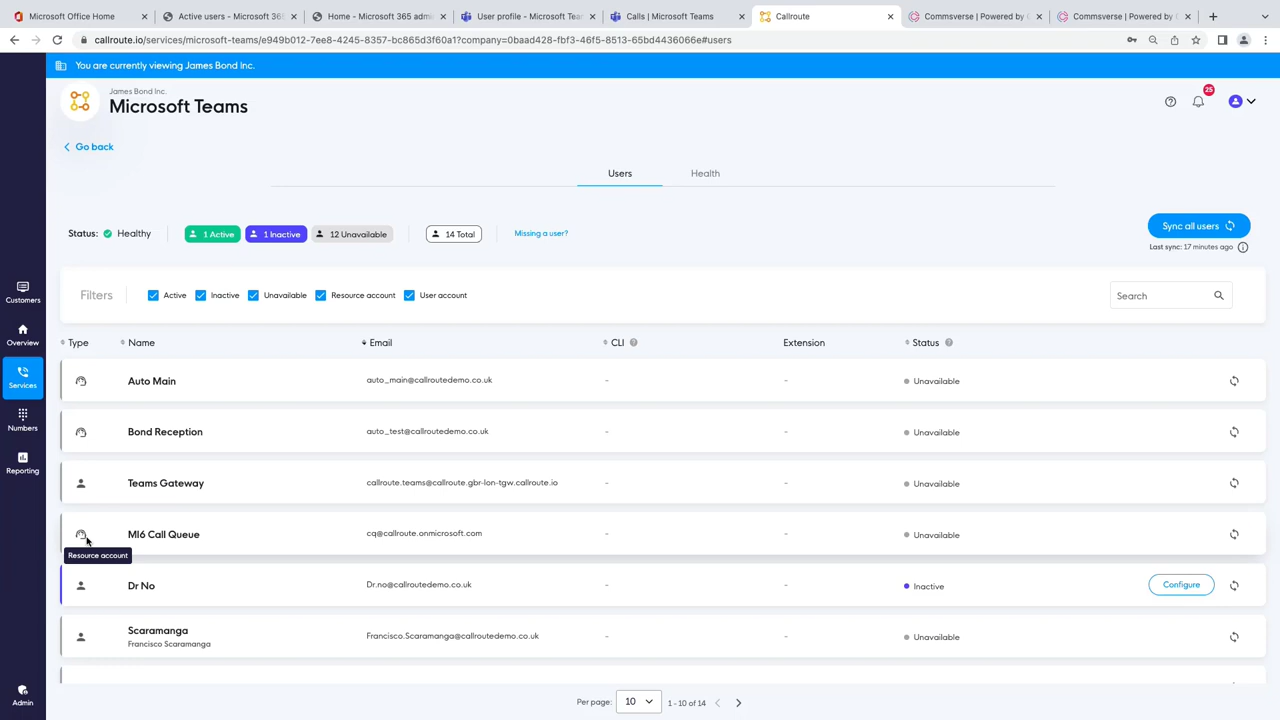 Microsoft Office Home
Active users - Microsoft 365
Home - Microsoft 365 admi
User profile - Microsoft Tea
Calls | Microsoft Teams
Callroute
Commsverse | Powered by
Commsverse | Powered by
callroute.io/services/microsoft-teams/e949b012-7ee8-4245-8357-bc865d3f60a1?company=0baad428-fbf3-46f5-8513-65bd4436066e#users
You are currently viewing James Bond Inc.
James Bond Inc.
Microsoft Teams
25
Go back
Users
Health
Status: Healthy
1 Active
1 Inactive
12 Unavailable
14 Total
Missing a user?
Sync all users
Last sync: 17 minutes ago
Filters
Active
Inactive
Unavailable
Resource account
User account
Search
Type Name Email CLI Extension Status
Auto Main auto_main@callroutedemo.co.uk - - Unavailable
Bond Reception auto_test@callroutedemo.co.uk - - Unavailable
Teams Gateway callroute.teams@callroute.gbr-lon-tgw.callroute.io - - Unavailable
MI6 Call Queue cq@callroute.onmicrosoft.com - - Unavailable
Resource account
Dr No Dr.no@callroutedemo.co.uk - - Inactive Configure
Scaramanga Francisco.Scaramanga@callroutedemo.co.uk - - Unavailable
Francisco Scaramanga
Per page: 10 1 - 10 of 14
Customers
Overview
Services
Numbers
Reporting
Admin